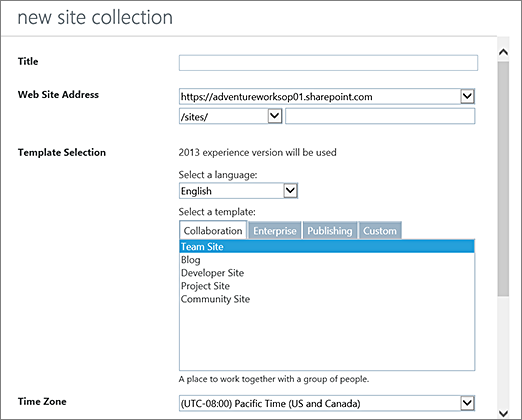 new site collection
Title
Web Site Address
https://adventureworksop01.sharepoint.com
/sites/
Template Selection
2013 experience version will be used
Select a language:
English
Select a template:
Collaboration Enterprise Publishing Custom
Team Site
Blog
Developer Site
Project Site
Community Site
A place to work together with a group of people.
Time Zone
(UTC-08:00) Pacific Time (US and Canada)